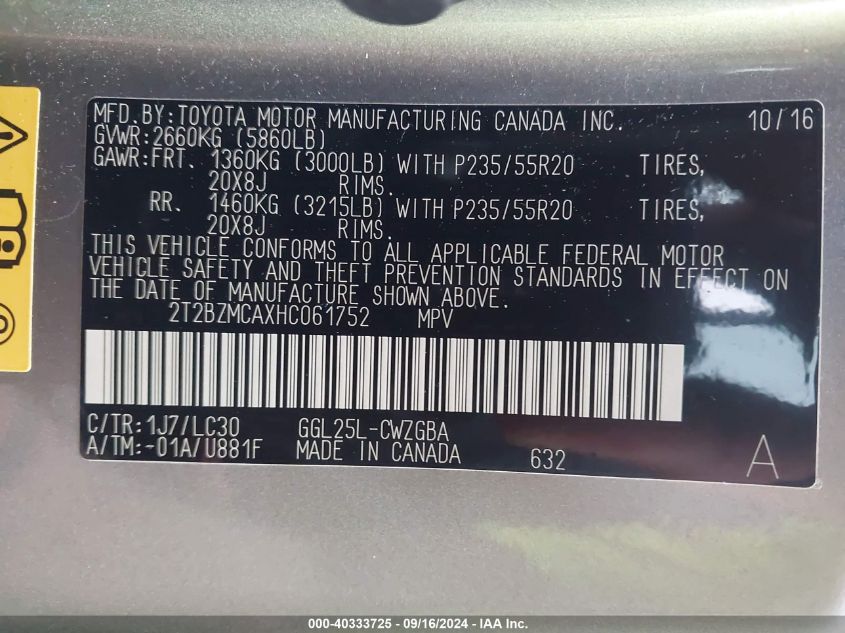 MFD.BY:TOYOTA MOTOR MANUFACTURING CANADA INC. 10/16
GVWR:2660KG (5860LB)
GAWR:FRT. 1360KG (3000LB) WITH P235/55R20 TIRES,
20X8J RIMS.
RR. 1460KG (3215LB) WITH P235/55R20 TIRES,
20X8J RIMS.
THIS VEHICLE CONFORMS TO ALL APPLICABLE FEDERAL MOTOR
VEHICLE SAFETY AND THEFT PREVENTION STANDARDS IN EFFECT ON
THE DATE OF MANUFACTURE SHOWN ABOVE.
2T2BZMCAXHC061752 MPV
C/TR:1J7/LC30 GGL25L-CWZGBA
A/TM:-01A/U881F MADE IN CANADA 632 A
000-40333725 - 09/16/2024 - IAA Inc.